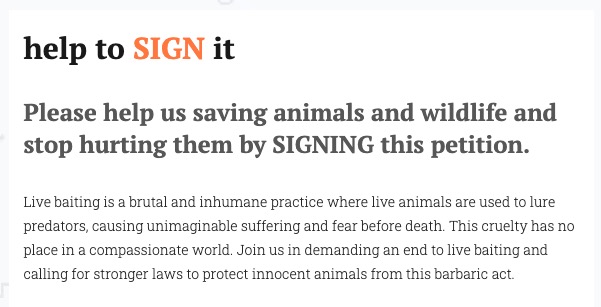 help to SIGN it
Please help us saving animals and wildlife and
stop hurting them by SIGNING this petition.
Live baiting is a brutal and inhumane practice where live animals are used to lure
predators, causing unimaginable suffering and fear before death. This cruelty has no
place in a compassionate world. Join us in demanding an end to live baiting and
calling for stronger laws to protect innocent animals from this barbaric act.